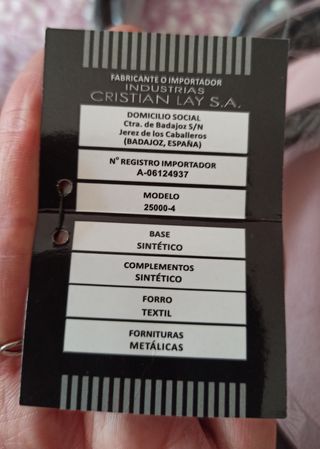 FABRICANTE O IMPORTADOR
INDUSTRIAS
CRISTIAN LAY S.A.
DOMICILIO SOCIAL
Ctra. de Badajoz S/N
Jerez de los Caballeros
(BADAJOZ, ESPAÑA)
Nº REGISTRO IMPORTADOR
A-06124937
MODELO
25000-4
BASE
SINTÉTICO
COMPLEMENTOS
SINTÉTICO
FORRO
TEXTIL
FORNITURAS
METÁLICAS